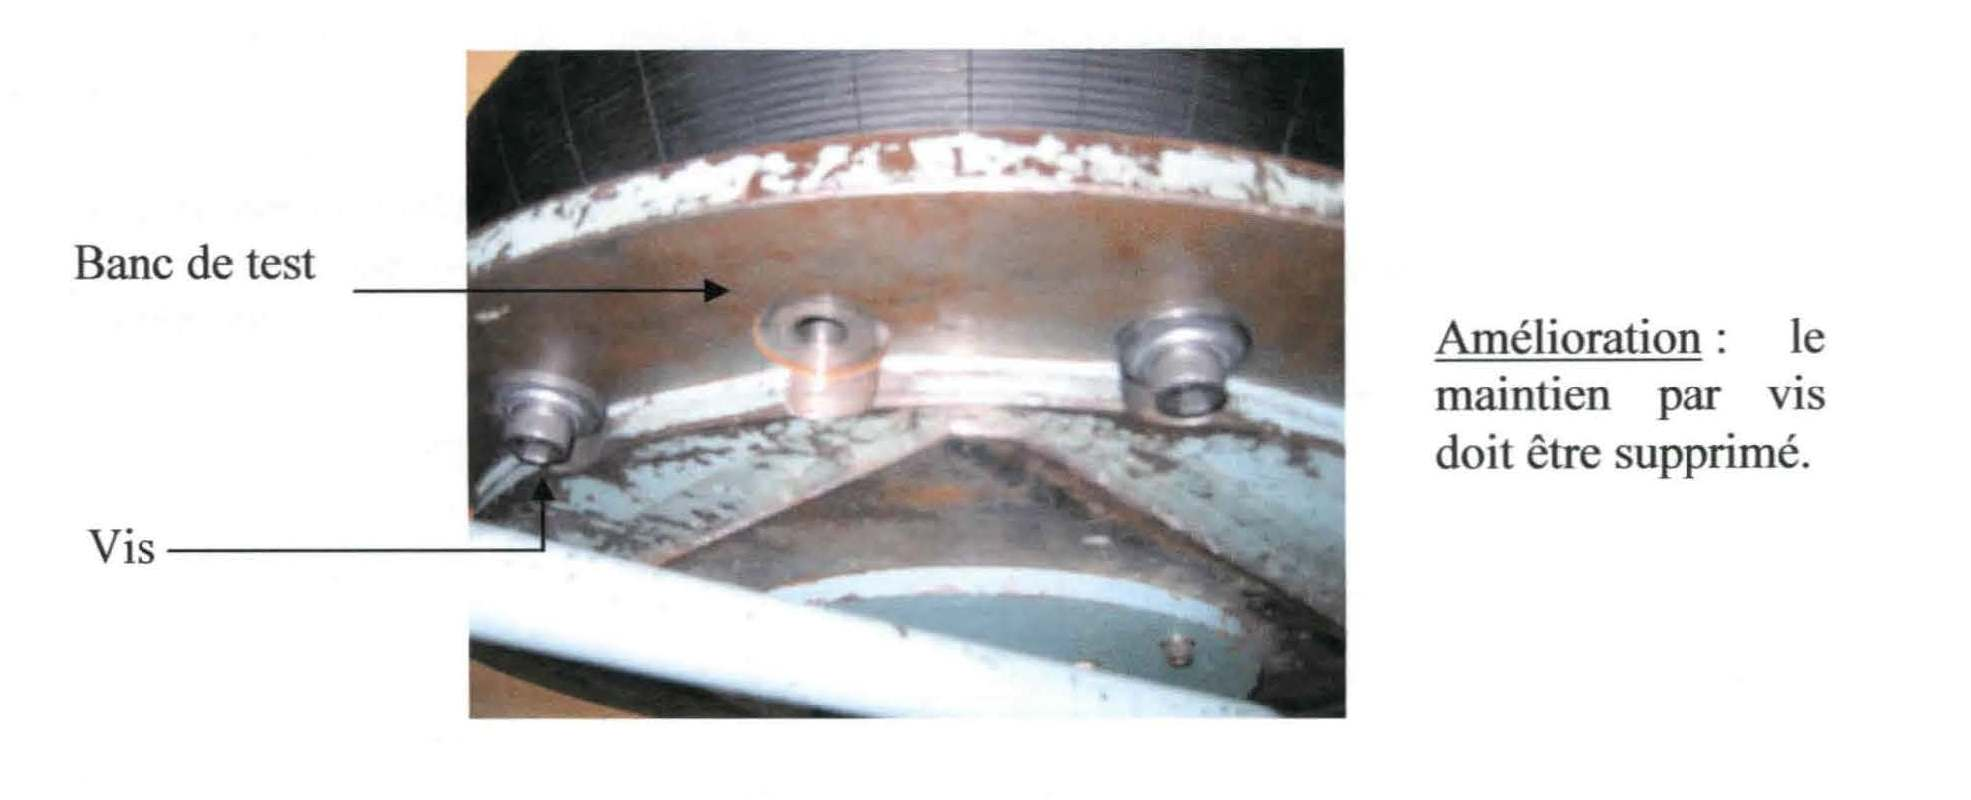 Banc de test
Amélioration : le
maintien par vis
doit être supprimé.
Vis